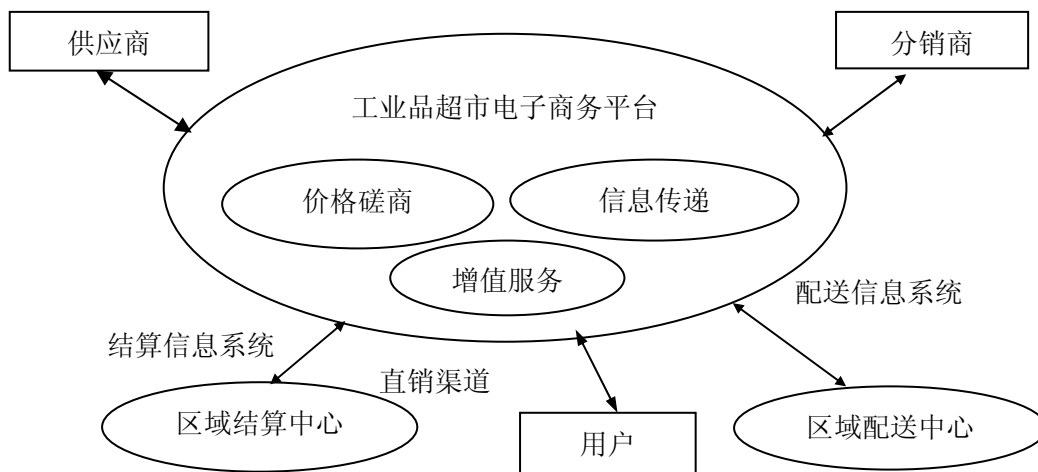 供应商
分销商
工业品超市电子商务平台
价格磋商
信息传递
增值服务
配送信息系统
结算信息系统
直销渠道
区域结算中心
用户
区域配送中心